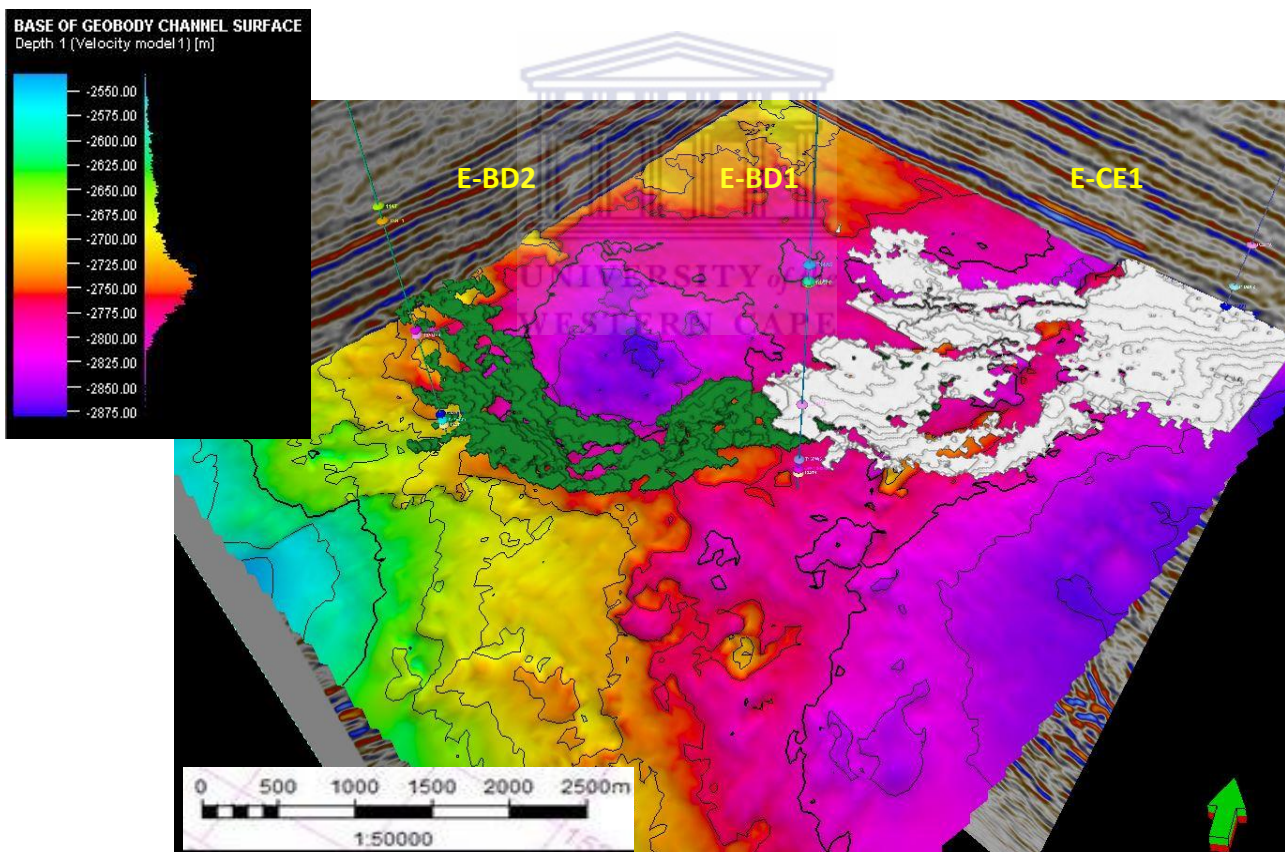 BASE OF GEOBODY CHANNEL SURFACE
Depth 1 (Velocity model1) [m]
-2550.00
-2575.00
-2600.00
-2625.00
-2650.00
-2675.00
-2700.00
-2725.00
-2750.00
-2775.00
-2800.00
-2825.00
-2850.00
-2875.00
E-BD2
E-BD1
E-CE1
UNIVERSITY of the
WESTERN CAPE
0 500 1000 1500 2000 2500m
1:50000